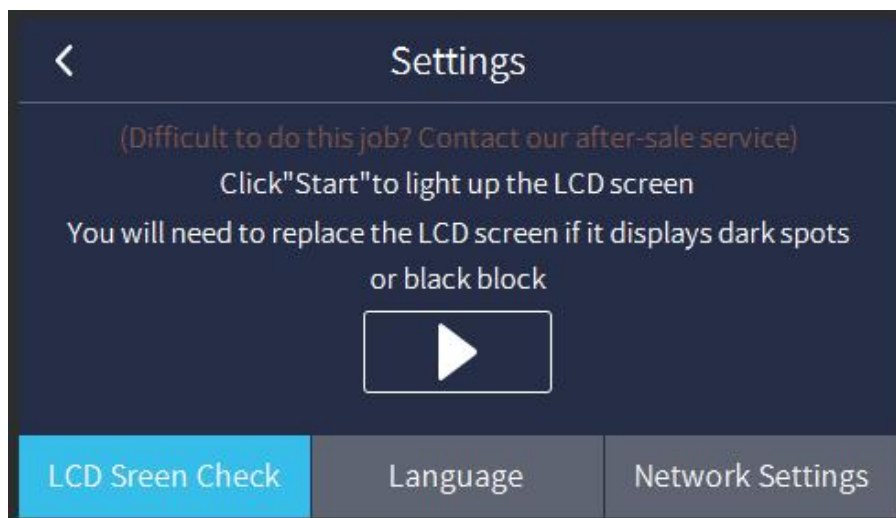 Settings
(Difficult to do this job? Contact our after-sale service)
Click"Start"to light up the LCD screen
You will need to replace the LCD screen if it displays dark spots
or black block
LCD Sreen Check
Language
Network Settings